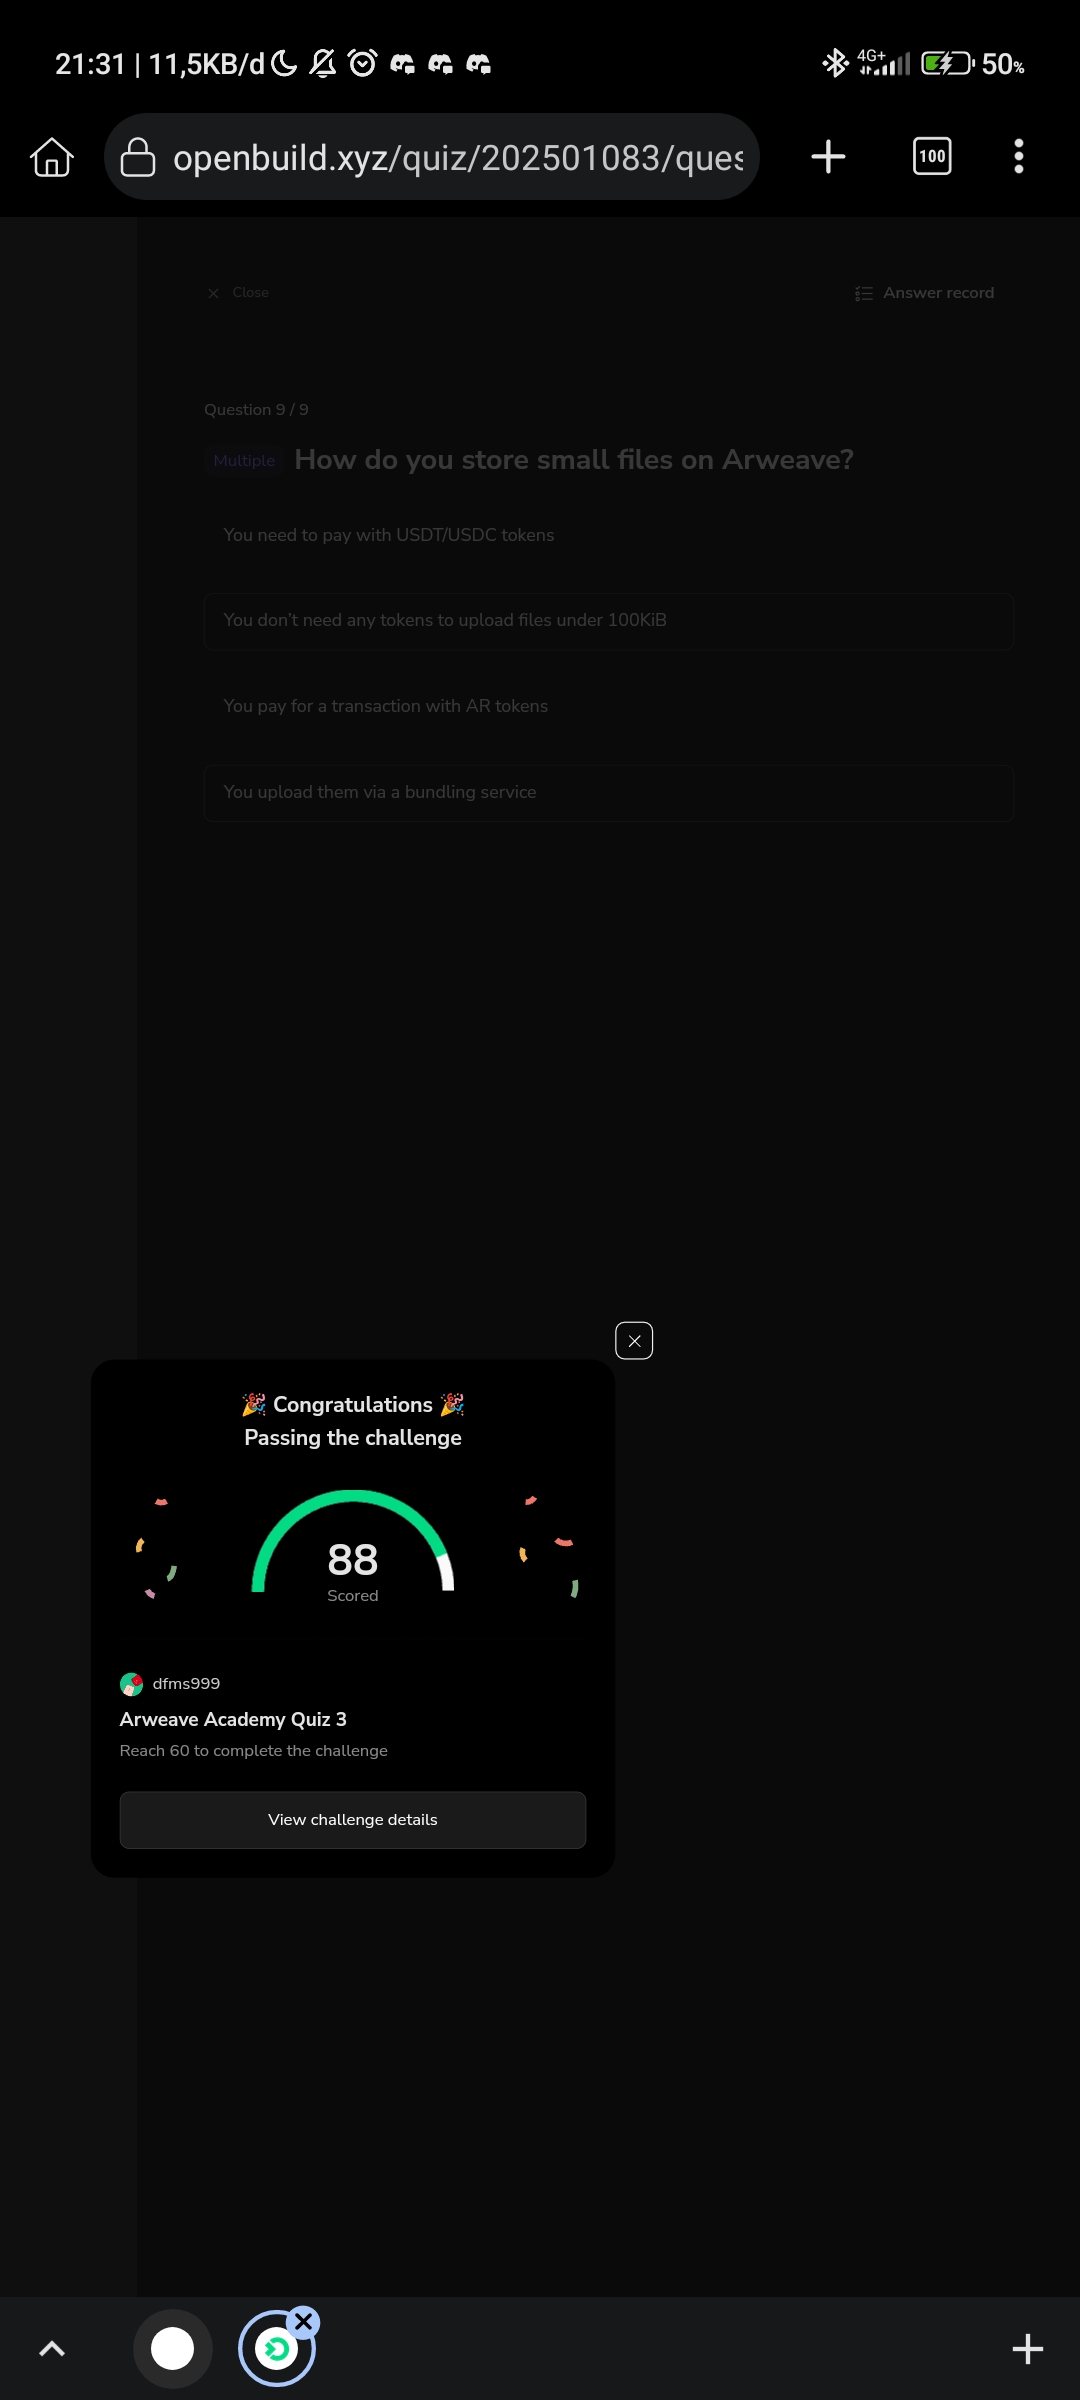 21:31 | 11,5KB/d
4G+
50%
openbuild.xyz/quiz/202501083/ques
100
Close
Answer record
Question 9 / 9
Multiple How do you store small files on Arweave?
You need to pay with USDT/USDC tokens
You don't need any tokens to upload files under 100KiB
You pay for a transaction with AR tokens
You upload them via a bundling service
🎉 Congratulations 🎉
Passing the challenge
88
Scored
dfms999
Arweave Academy Quiz 3
Reach 60 to complete the challenge
View challenge details